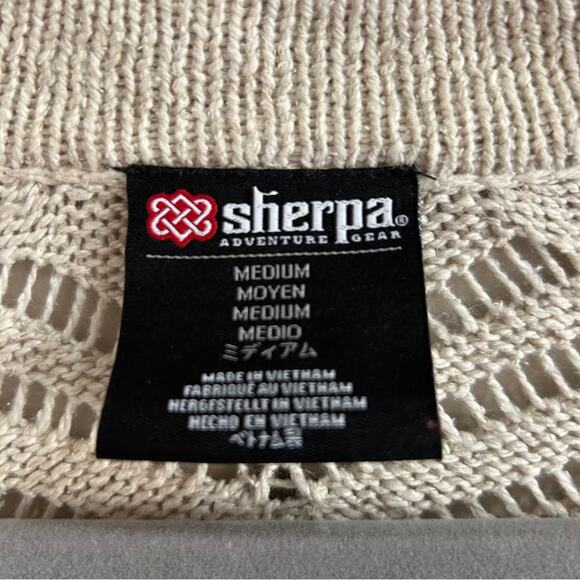 sherpa®
ADVENTURE GEAR
MEDIUM
MOYEN
MEDIUM
MEDIO
ミディアム
MADE IN VIETNAM
FABRIQUÉ AU VIETNAM
HERGESTELLT IN VIETNAM
HECHO EN VIETNAM
ベトナム製